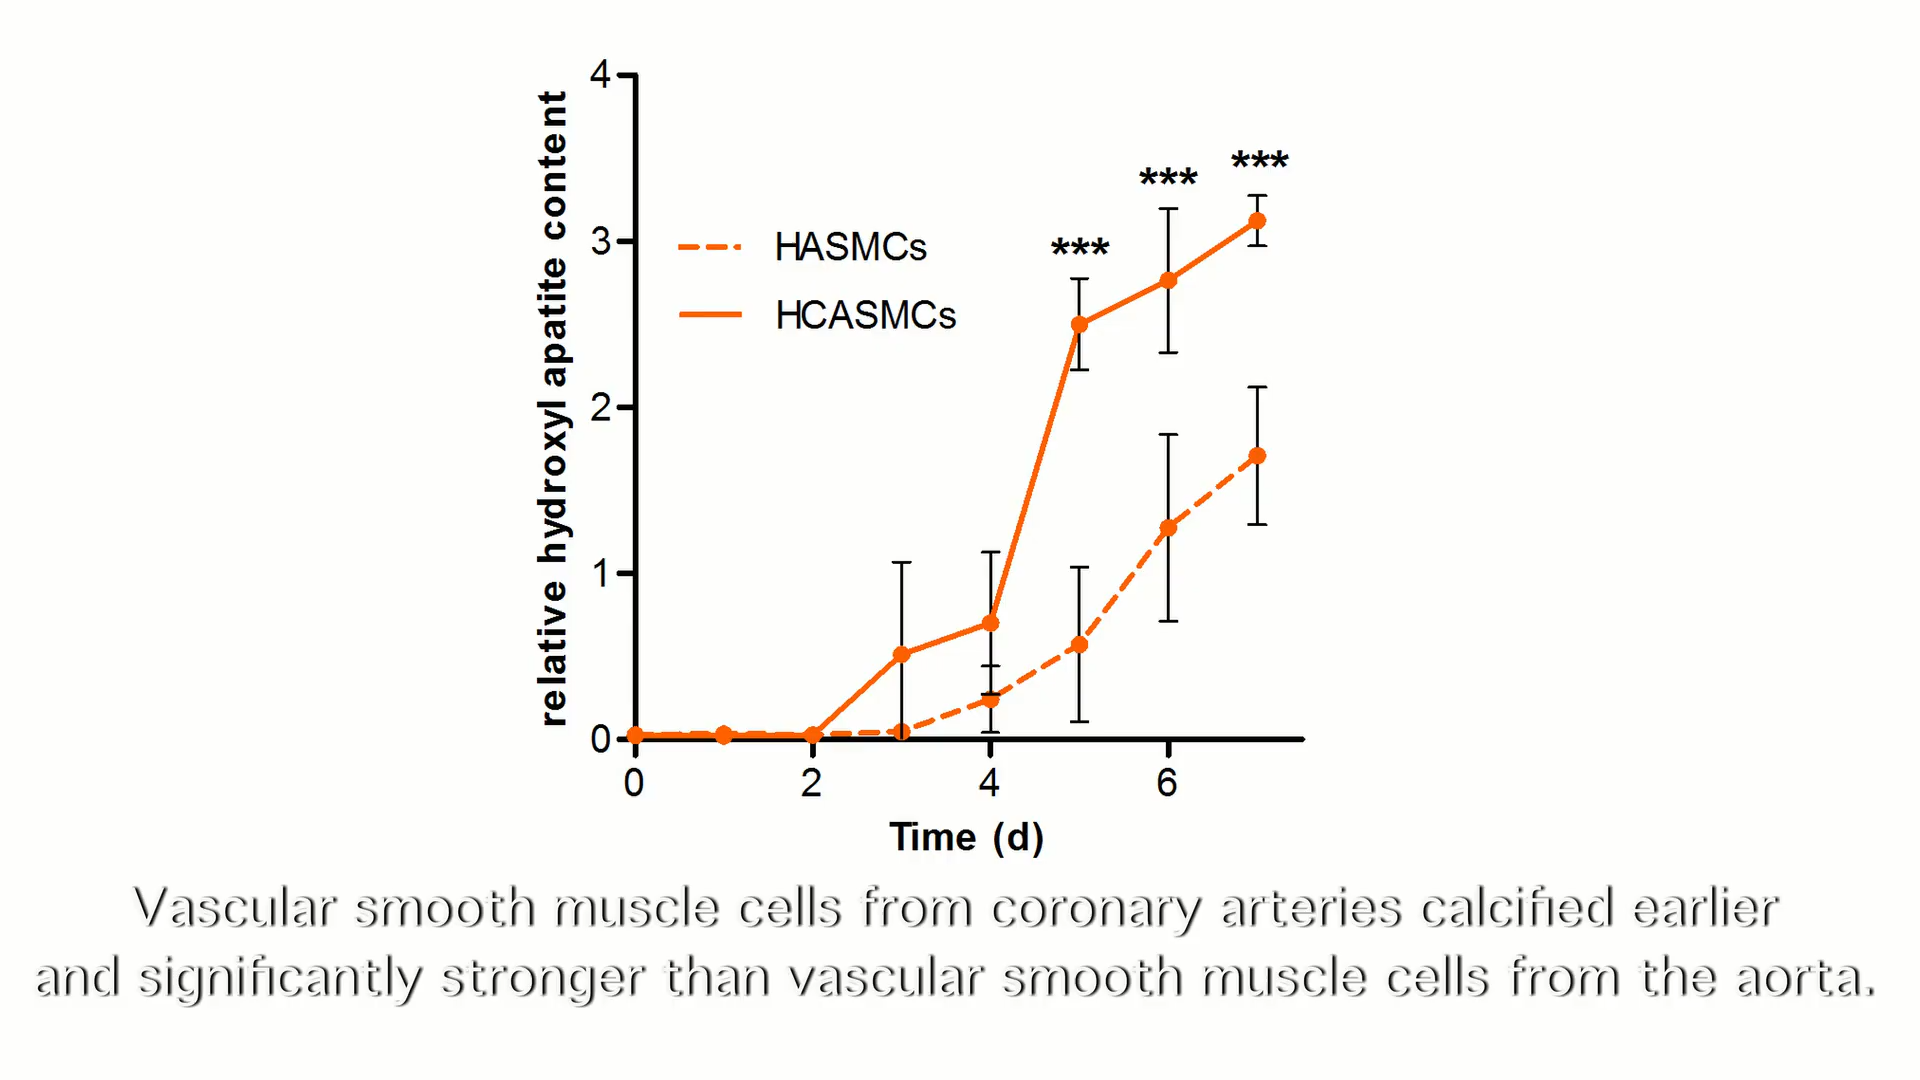 4
3
2
1
0
relative hydroxyl apatite content
HASMCs
HCASMCs
***
***
***
0
2
4
6
Time (d)
Vascular smooth muscle cells from coronary arteries calcified earlier
and significantly stronger than vascular smooth muscle cells from the aorta.